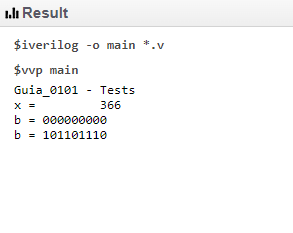 Result
$iverilog -o main *.v
$vvp main
Guia_0101 - Tests
x =         366
b = 000000000
b = 101101110